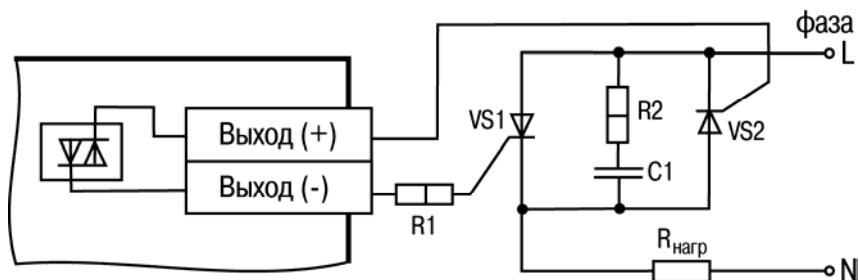 фаза
L
VS1
R2
VS2
Выход (+)
C1
Выход (-)
R1
Rнагр
N